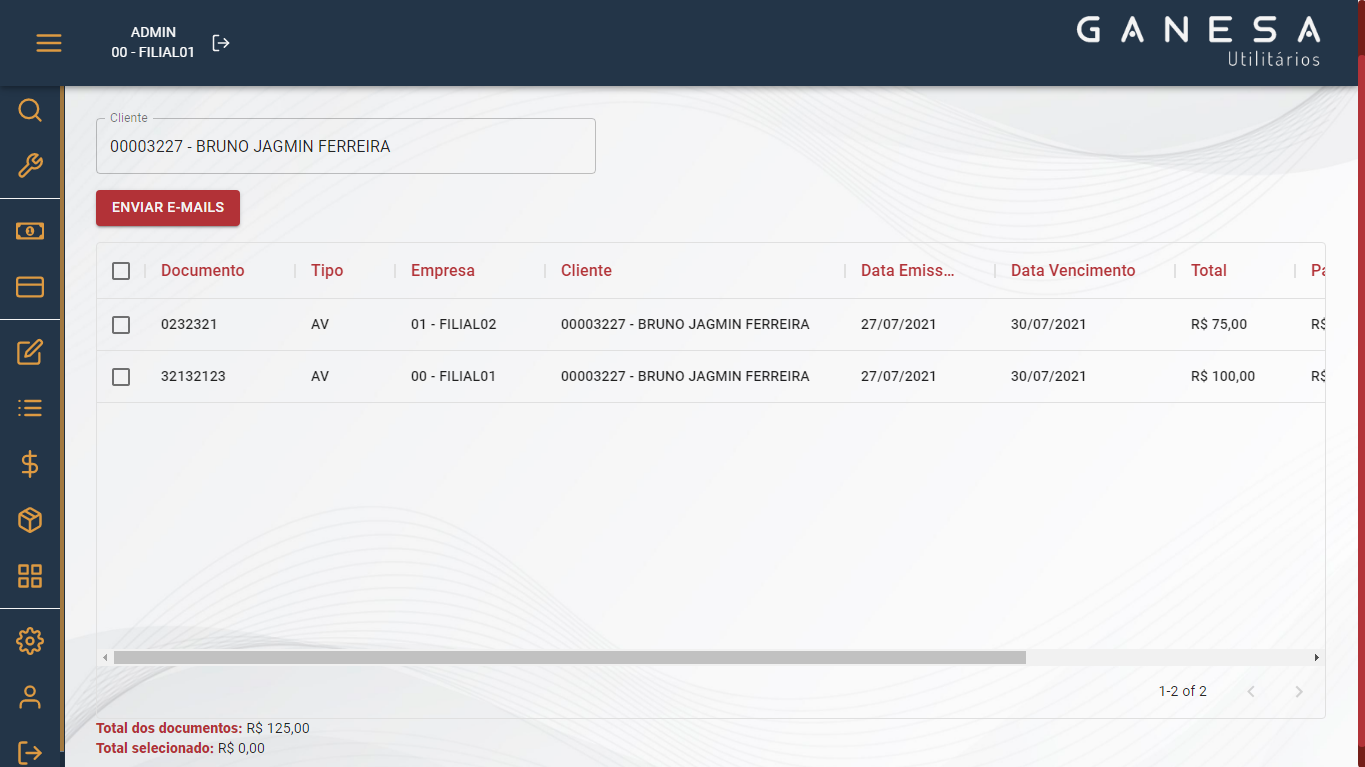 ADMIN
00 - FILIAL01
GANESA
Utilitários
Cliente
00003227 - BRUNO JAGMIN FERREIRA
ENVIAR E-MAILS
Documento Tipo Empresa Cliente Data Emiss... Data Vencimento Total Pa
0232321 AV 01 - FILIAL02 00003227 - BRUNO JAGMIN FERREIRA 27/07/2021 30/07/2021 R$ 75,00 R$
32132123 AV 00 - FILIAL01 00003227 - BRUNO JAGMIN FERREIRA 27/07/2021 30/07/2021 R$ 100,00 R$
1-2 of 2
Total dos documentos: R$ 125,00
Total selecionado: R$ 0,00